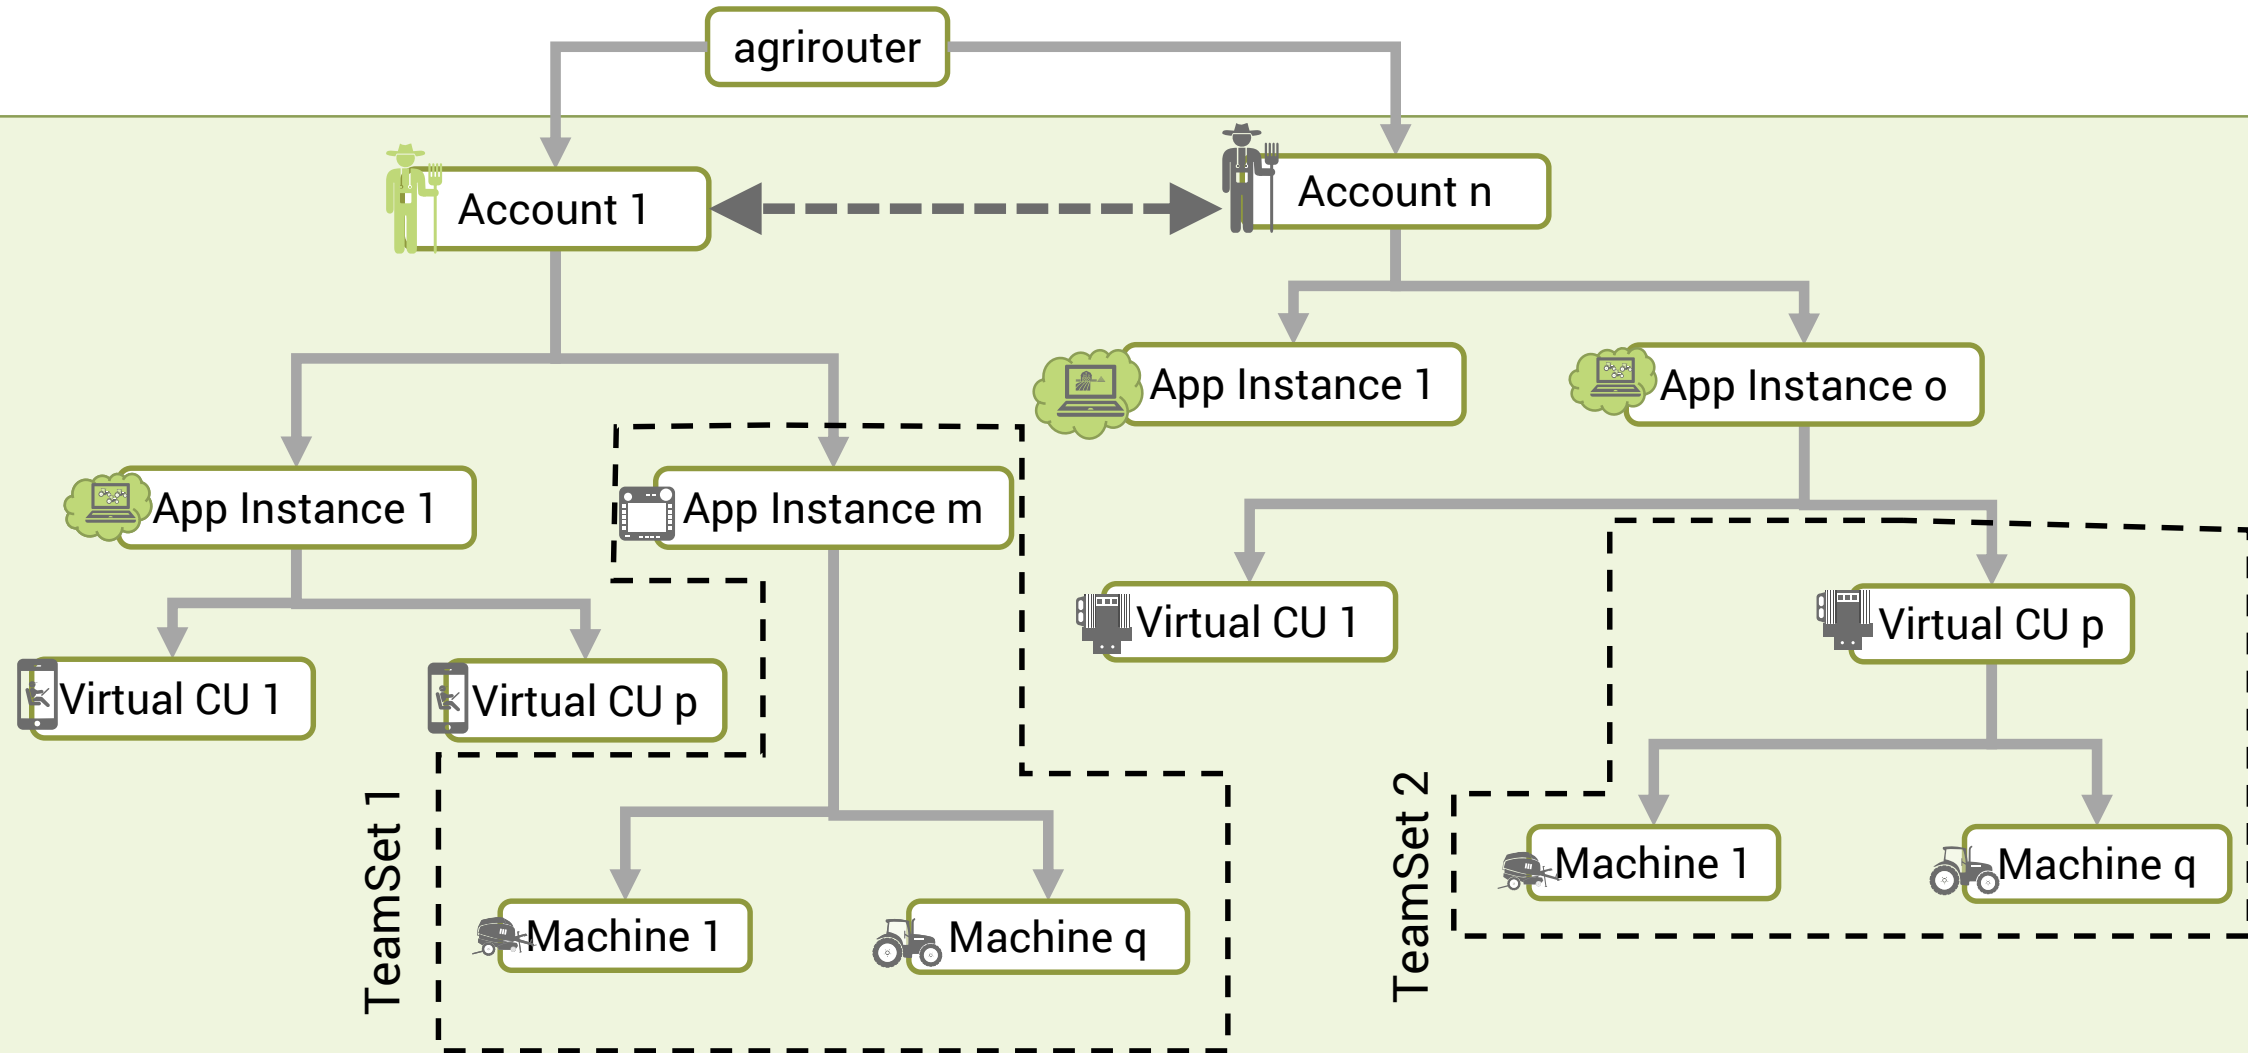 agrirouter
Account 1
Account n
App Instance 1
App Instance o
App Instance 1
App Instance m
Virtual CU 1
Virtual CU p
Virtual CU 1
Virtual CU p
TeamSet 1
TeamSet 2
Machine 1
Machine q
Machine 1
Machine q